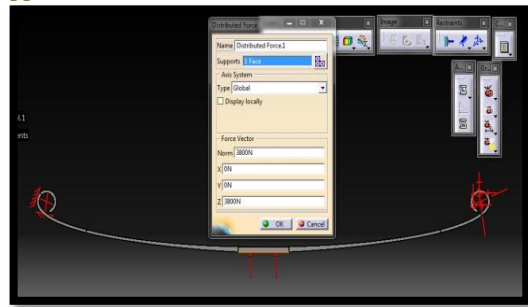 Distributed Force.1
Image
Restraints
Name Distributed Force.1
Supports 1 Face
Axis System
Type Global
Display locally
Force Vector
Norm 3800N
X 0N
Y 0N
Z 3800N
OK Cancel